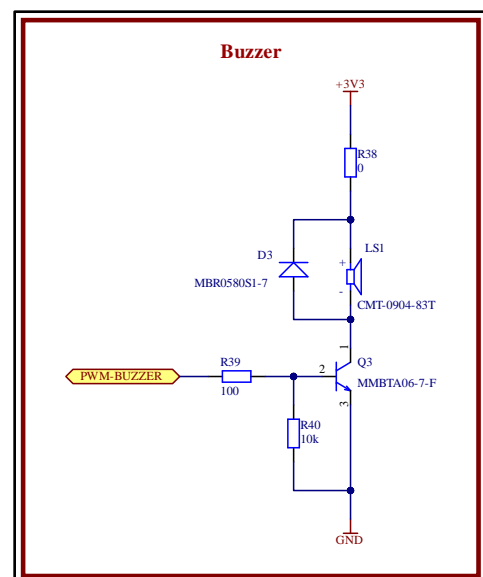 Buzzer
+3V3
R38
0
D3
MBR0580S1-7
LS1
+
-
CMT-0904-83T
1
Q3
2
MMBTA06-7-F
3
PWM-BUZZER
R39
100
R40
10k
GND